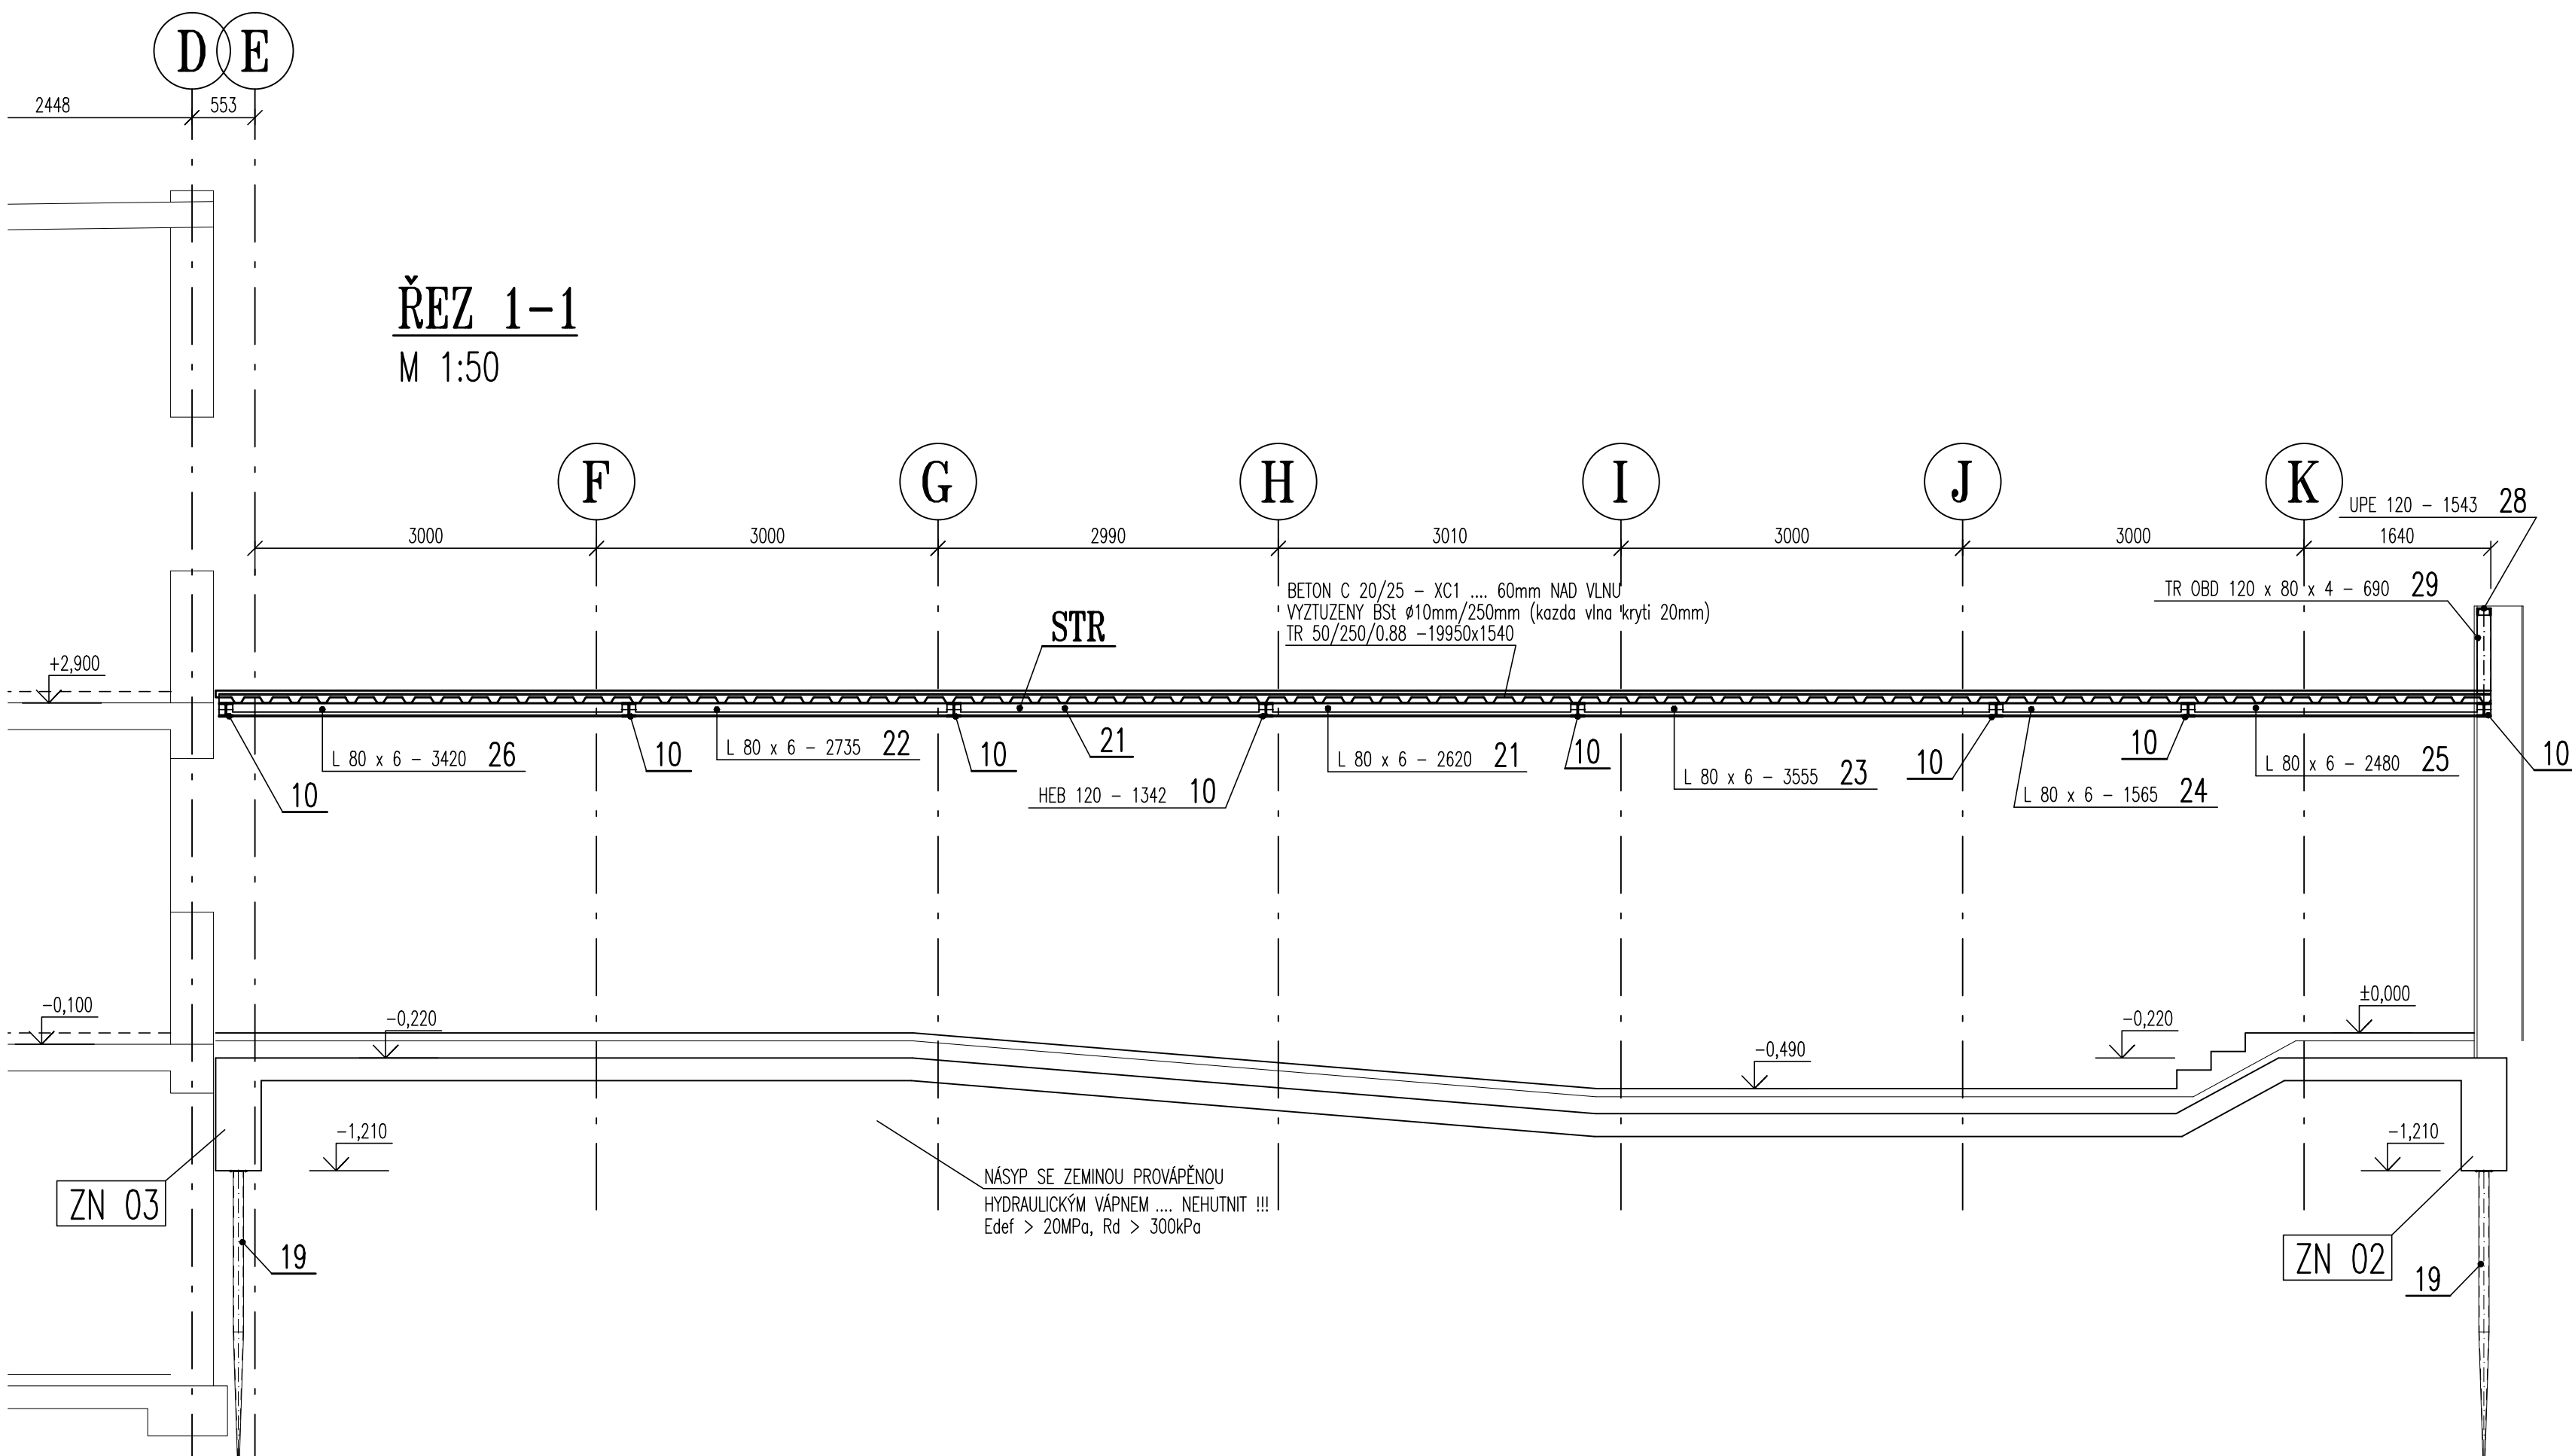 D E
2448 553
ŘEZ 1-1
M 1:50
F G H I J K
UPE 120 - 1543 28
3000 3000 2990 3010 3000 3000 1640
BETON C 20/25 - XC1 .... 60mm NAD VLNU
VYZTUZENY BSt ø10mm/250mm (kazda vlna kryti 20mm)
TR 50/250/0.88 -19950x1540
TR OBD 120 x 80 x 4 - 690 29
STR
+2,900
L 80 x 6 - 3420 26
10
L 80 x 6 - 2735 22
10
21
L 80 x 6 - 2620 21
10
L 80 x 6 - 3555 23
10
10
L 80 x 6 - 2480 25
10
10
HEB 120 - 1342 10
L 80 x 6 - 1565 24
-0,100
-0,220
-0,490
-0,220
±0,000
-1,210
-1,210
NÁSYP SE ZEMINOU PROVÁPĚNOU
HYDRAULICKÝM VÁPNEM .... NEHUTNIT !!!
Edef > 20MPa, Rd > 300kPa
ZN 03
19
ZN 02
19